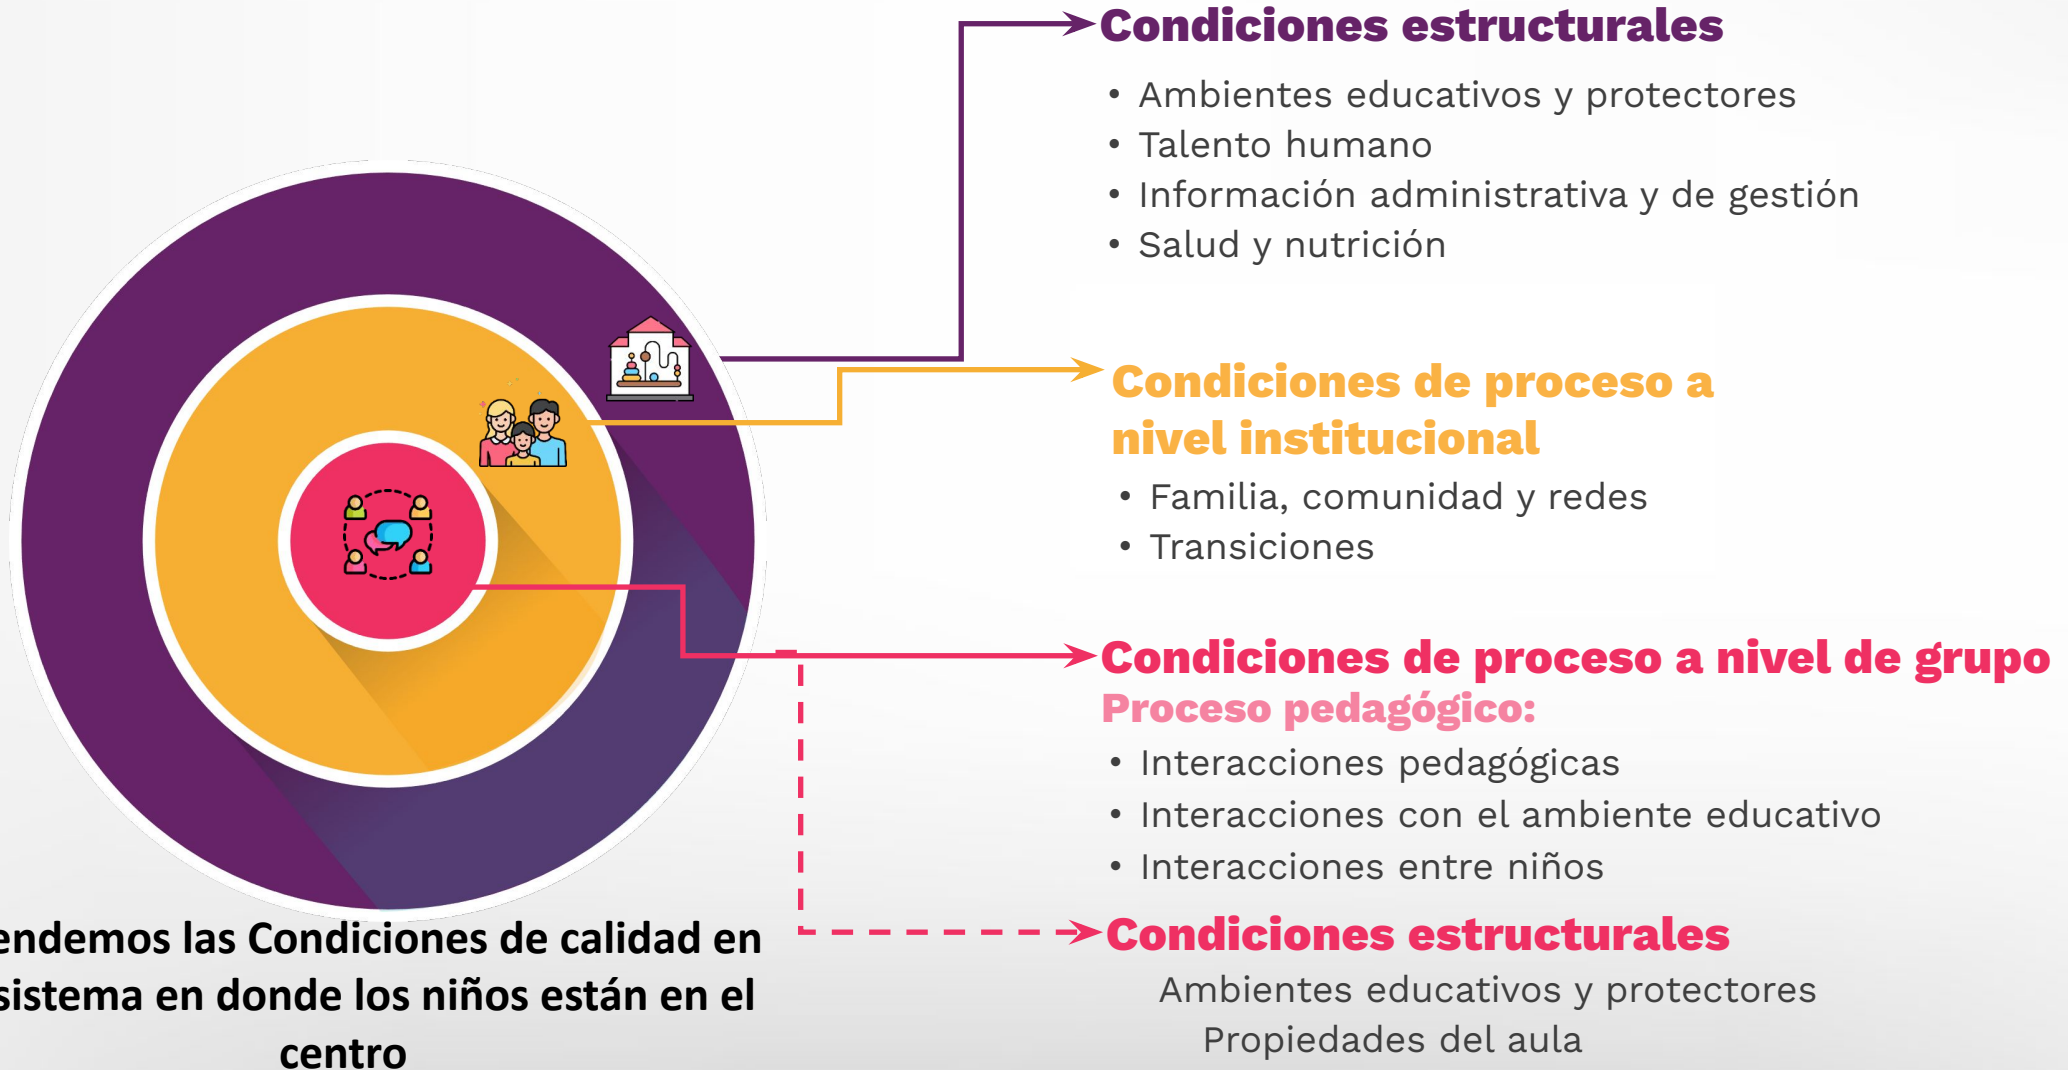 Condiciones estructurales
• Ambientes educativos y protectores
• Talento humano
• Información administrativa y de gestión
• Salud y nutrición
Condiciones de proceso a
nivel institucional
• Familia, comunidad y redes
• Transiciones
Condiciones de proceso a nivel de grupo
Proceso pedagógico:
• Interacciones pedagógicas
• Interacciones con el ambiente educativo
• Interacciones entre niños
Condiciones estructurales
Ambientes educativos y protectores
Propiedades del aula
endemos las Condiciones de calidad en
sistema en donde los niños están en el
centro